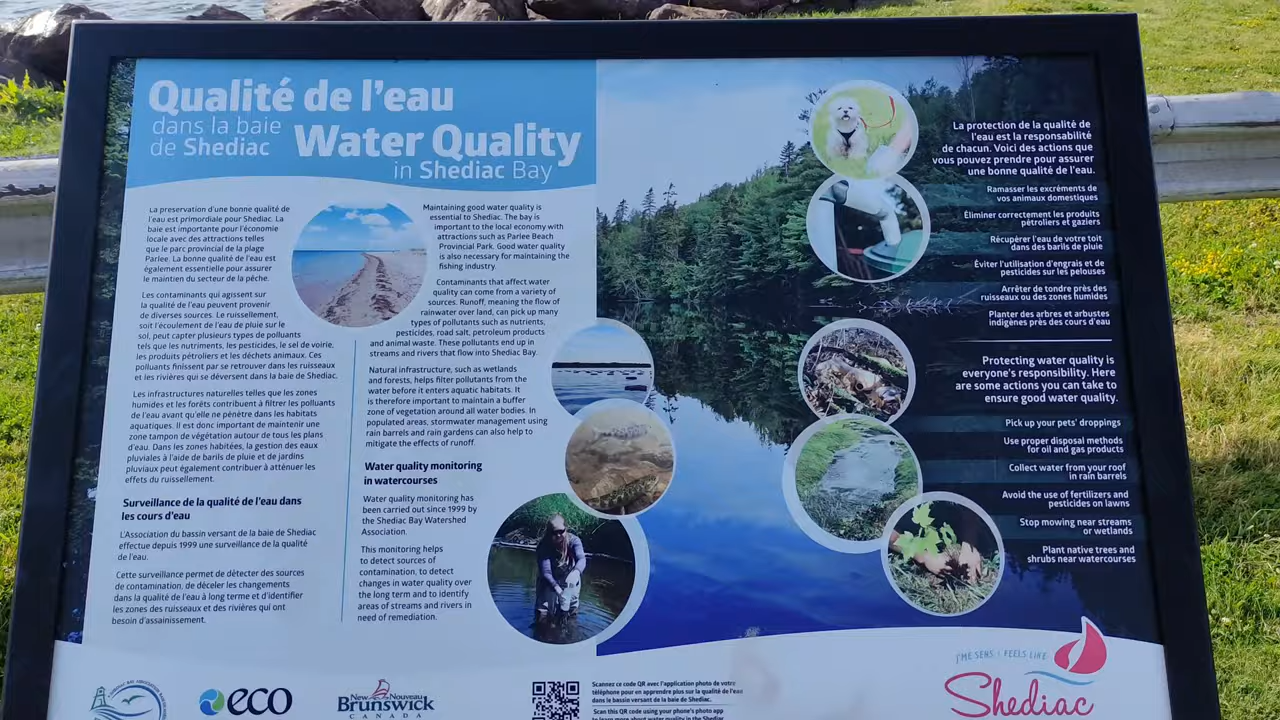 Qualité de l'eau
dans la baie
de Shediac
Water Quality
in Shediac Bay
La preservation d'une bonne qualité de
l'eau est primordiale pour Shediac. La
baie est importante pour l'économie
locale avec des attractions telles
que le parc provincial de la plage
Parlee. La bonne qualité de l'eau est
également essentielle pour assurer
le maintien du secteur de la pêche.
Les contaminants qui agissent sur
la qualité de l'eau peuvent provenir
de diverses sources. Le ruissellement,
soit l'écoulement de l'eau de pluie sur le
sol, peut capter plusieurs types de polluants
tels que les nutriments, les pesticides, le sel de voirie,
les produits pétroliers et les déchets animaux. Ces
polluants finissent par se retrouver dans les ruisseaux
et les rivières qui se déversent dans la baie de Shediac.
Les infrastructures naturelles telles que les zones
humides et les forêts contribuent à filtrer les polluants
de l'eau avant qu'elle ne pénètre dans les habitats
aquatiques. Il est donc important de maintenir une
zone tampon de végétation autour de tous les plans
d'eau. Dans les zones habitées, la gestion des eaux
pluviales à l'aide de barils de pluie et de jardins
pluviaux peut également contribuer à atténuer les
effets du ruissellement.
Surveillance de la qualité de l'eau dans
les cours d'eau
L'Association du bassin versant de la baie de Shediac
effectue depuis 1999 une surveillance de la qualité
de l'eau.
Cette surveillance permet de détecter des sources
de contamination, de déceler les changements
dans la qualité de l'eau à long terme et d'identifier
les zones des ruisseaux et des rivières qui ont
besoin d'assainissement.
Maintaining good water quality is
essential to Shediac. The bay is
important to the local economy with
attractions such as Parlee Beach
Provincial Park. Good water quality
is also necessary for maintaining the
fishing industry.
Contaminants that affect water
quality can come from a variety of
sources. Runoff, meaning the flow of
rainwater over land, can pick up many
types of pollutants such as nutrients,
pesticides, road salt, petroleum products
and animal waste. These pollutants end up in
streams and rivers that flow into Shediac Bay.
Natural infrastructure, such as wetlands
and forests, helps filter pollutants from the
water before it enters aquatic habitats. It
is therefore important to maintain a buffer
zone of vegetation around all water bodies. In
populated areas, stormwater management using
rain barrels and rain gardens can also help to
mitigate the effects of runoff.
Water quality monitoring
in watercourses
Water quality monitoring has
been carried out since 1999 by
the Shediac Bay Watershed
Association.
This monitoring helps
to detect sources of
contamination, to detect
changes in water quality over
the long term and to identify
areas of streams and rivers in
need of remediation.
La protection de la qualité de
l'eau est la responsabilité
de chacun. Voici des actions que
vous pouvez prendre pour assurer
une bonne qualité de l'eau.
Ramasser les excréments de
vos animaux domestiques
Éliminer correctement les produits
pétroliers et gaziers
Récupérer l'eau de votre toit
dans des barils de pluie
Éviter l'utilisation d'engrais et de
pesticides sur les pelouses
Arrêter de tondre près des
ruisseaux ou des zones humides
Planter des arbres et arbustes
indigènes près des cours d'eau
Protecting water quality is
everyone's responsibility. Here
are some actions you can take to
ensure good water quality.
Pick up your pets' droppings
Use proper disposal methods
for oil and gas products
Collect water from your roof
in rain barrels
Avoid the use of fertilizers and
pesticides on lawns
Stop mowing near streams
or wetlands
Plant native trees and
shrubs near watercourses
eco
New Nouveau
Brunswick
CANADA
Scannez ce code QR avec l'application photo de votre
téléphone pour en apprendre plus sur la qualité de l'eau
dans le bassin versant de la baie de Shediac.
Scan this QR code using your phone's photo app
to learn more about water quality in the Shediac
J'ME SENS | FEELS LIKE
Shediac